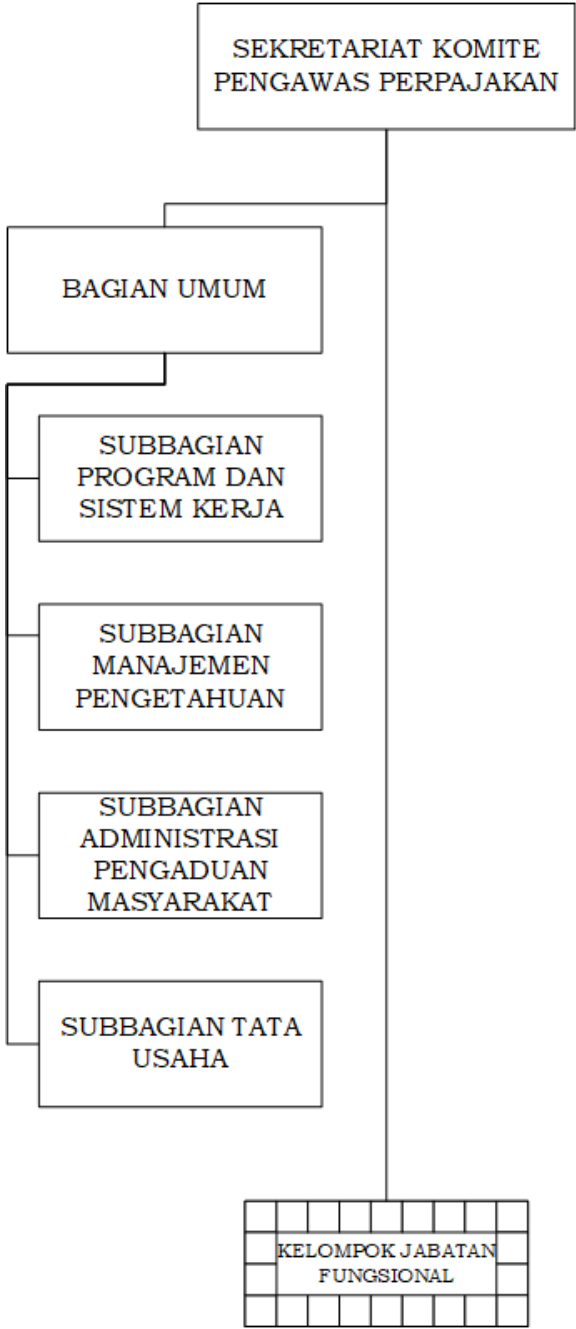 SEKRETARIAT KOMITE
PENGAWAS PERPAJAKAN
BAGIAN UMUM
SUBBAGIAN
PROGRAM DAN
SISTEM KERJA
SUBBAGIAN
MANAJEMEN
PENGETAHUAN
SUBBAGIAN
ADMINISTRASI
PENGADUAN
MASYARAKAT
SUBBAGIAN TATA
USAHA
KELOMPOK JABATAN
FUNGSIONAL